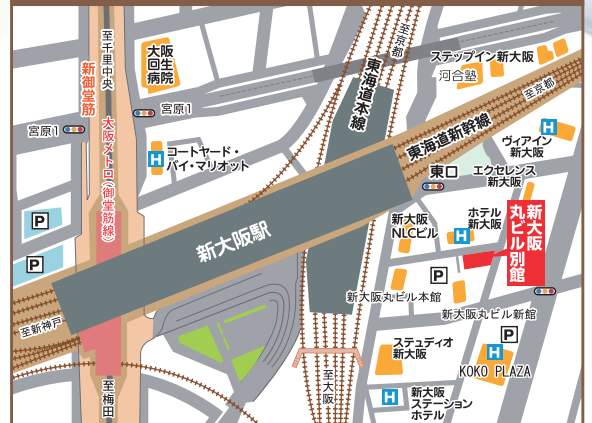 至千里中央
新御堂筋
大阪
回生
病院
宮原1
宮原1
大阪メトロ(御堂筋線)
H
コートヤード・
バイ・マリオット
至京都
東海道本線
ステップイン新大阪
河合塾
至京都
東海道新幹線
H
ヴィアイン
新大阪
東口
エクセレンス
新大阪
P
P
新大阪駅
新大阪
NLCビル
ホテル
新大阪
H
新大阪
丸ビル別館
P
新大阪丸ビル本館
新大阪丸ビル新館
至新神戸
至梅田
至大阪
ステュディオ
新大阪
P
H
KOKO PLAZA
H
新大阪
ステーション
ホテル